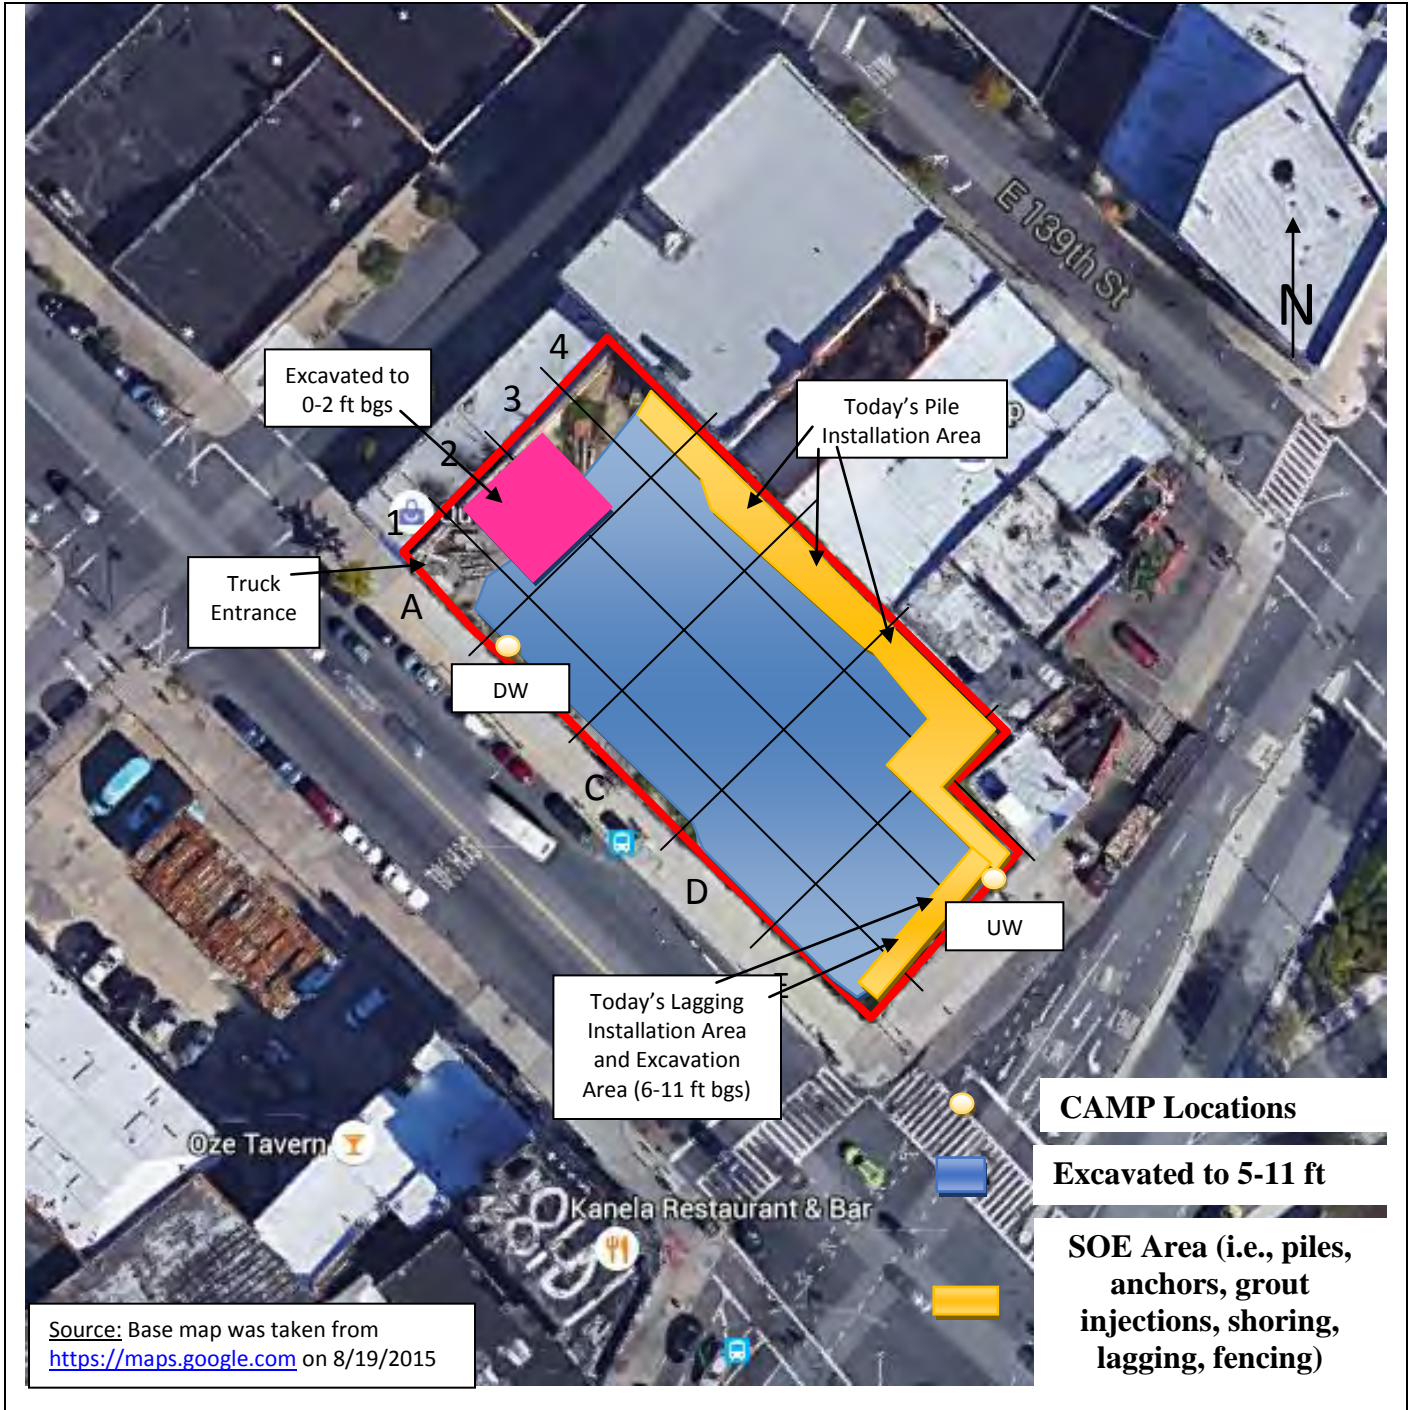 E 139th St
N
4
Excavated to
0-2 ft bgs
3
Today's Pile
Installation Area
p
2
1
Truck
Entrance
A
DW
C
D
UW
Today's Lagging
Installation Area
and Excavation
Area (6-11 ft bgs)
CAMP Locations
Oze Tavern
Excavated to 5-11 ft
Kanela Restaurant & Bar
SOE Area (i.e., piles,
anchors, grout
injections, shoring,
lagging, fencing)
Source: Base map was taken from
https://maps.google.com on 8/19/2015